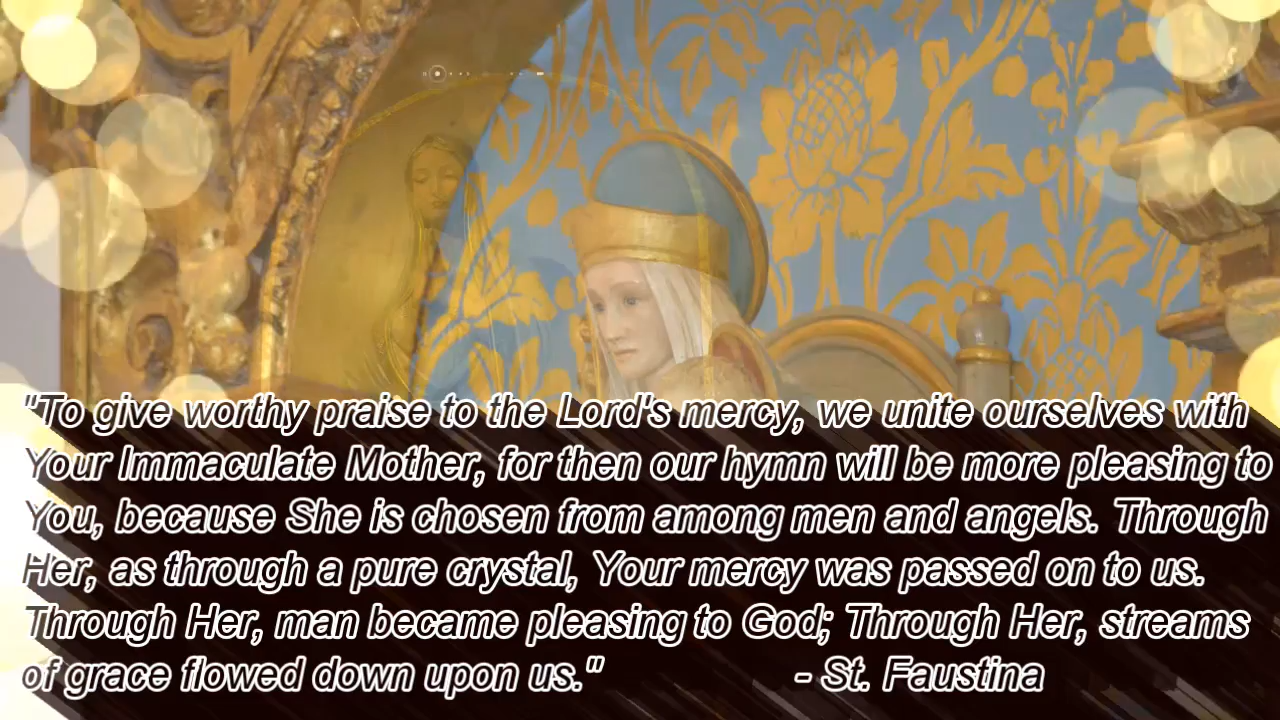 "To give worthy praise to the Lord's mercy, we unite ourselves with
Your Immaculate Mother, for then our hymn will be more pleasing to
You, because She is chosen from among men and angels. Through
Her, as through a pure crystal, Your mercy was passed on to us.
Through Her, man became pleasing to God; Through Her, streams
of grace flowed down upon us." - St. Faustina